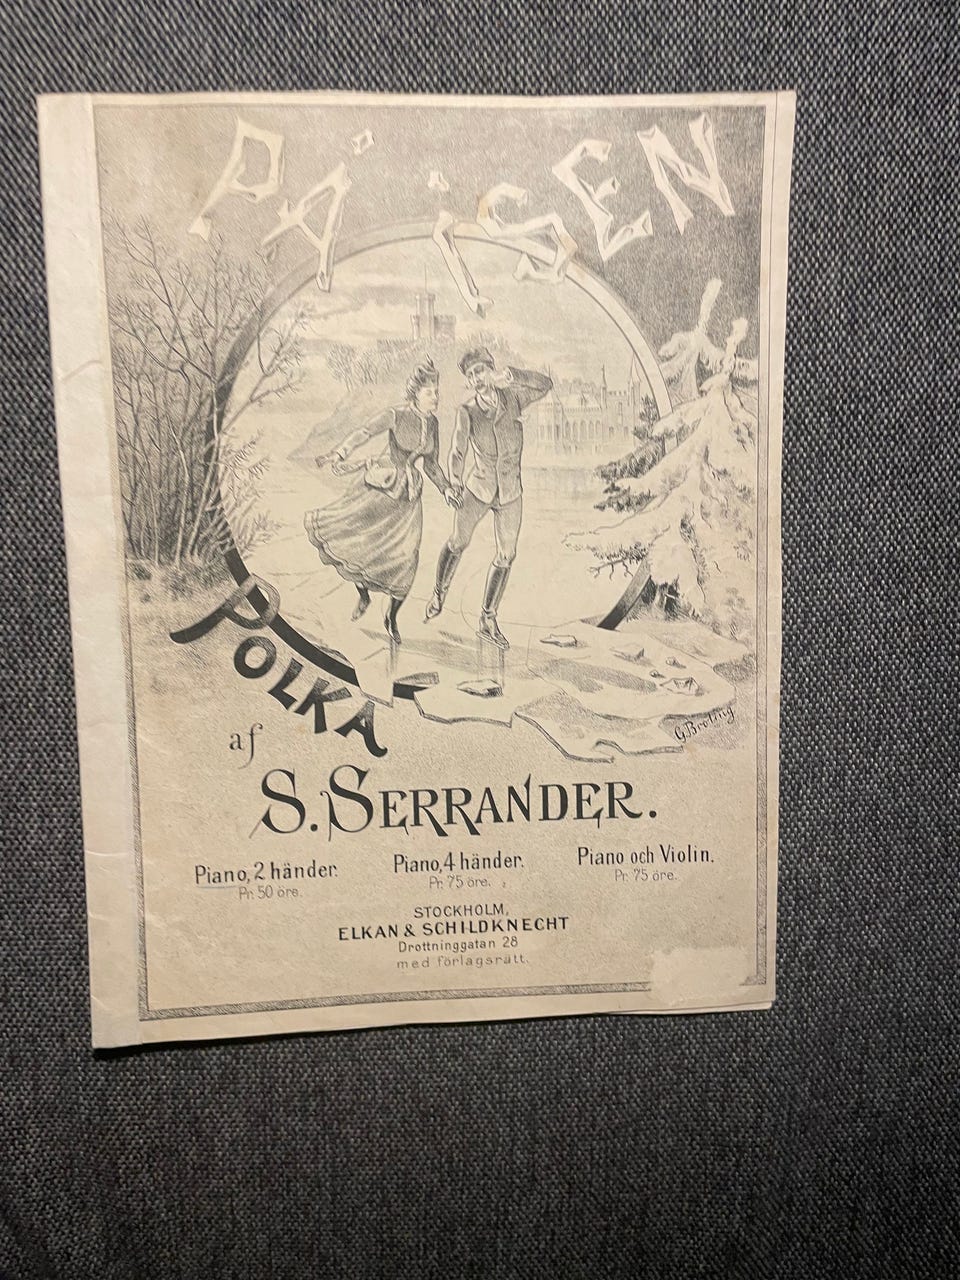 PÅ ISEN
POLKA
af
S. SERRANDER.
Piano, 2 händer.
Pr. 50 öre.
Piano, 4 händer.
Pr. 75 öre.
Piano och Violin.
Pr. 75 öre.
STOCKHOLM,
ELKAN & SCHILDKNECHT
Drottninggatan 28
med förlagsrätt.
G. Broling